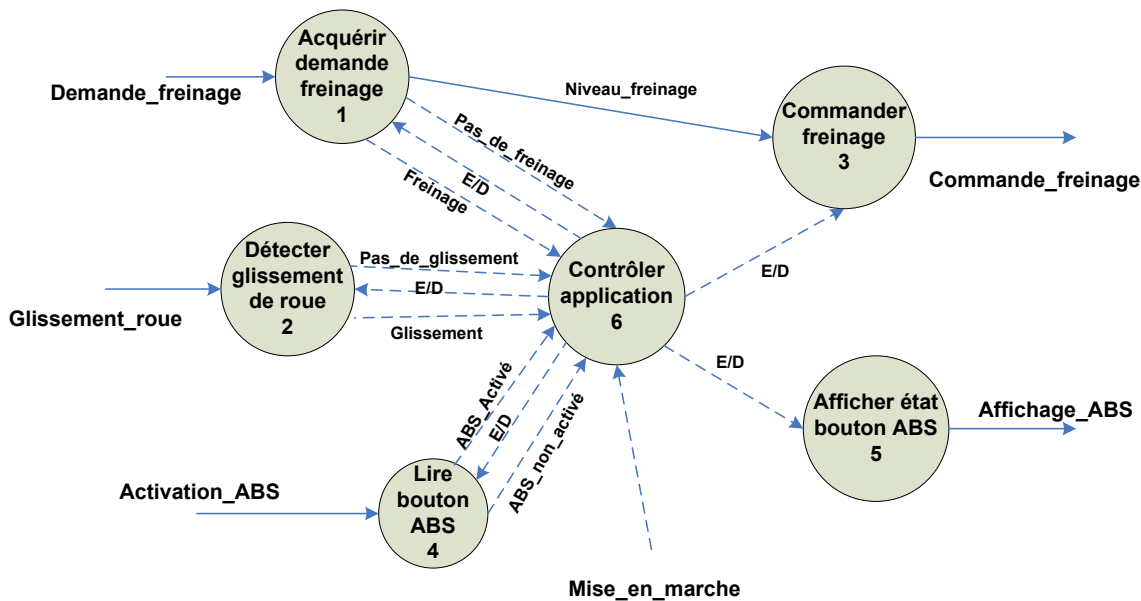 Acquérir
demande
freinage
1
Demande_freinage
Niveau_freinage
Commander
freinage
3
Commande_freinage
Pas_de_freinage
E/D
Freinage
Détecter
glissement
de roue
2
Glissement_roue
Pas_de_glissement
E/D
Glissement
Contrôler
application
6
E/D
E/D
Afficher état
bouton ABS
5
Affichage_ABS
ABS_Activé
E/D
ABS_non_activé
Activation_ABS
Lire
bouton
ABS
4
Mise_en_marche